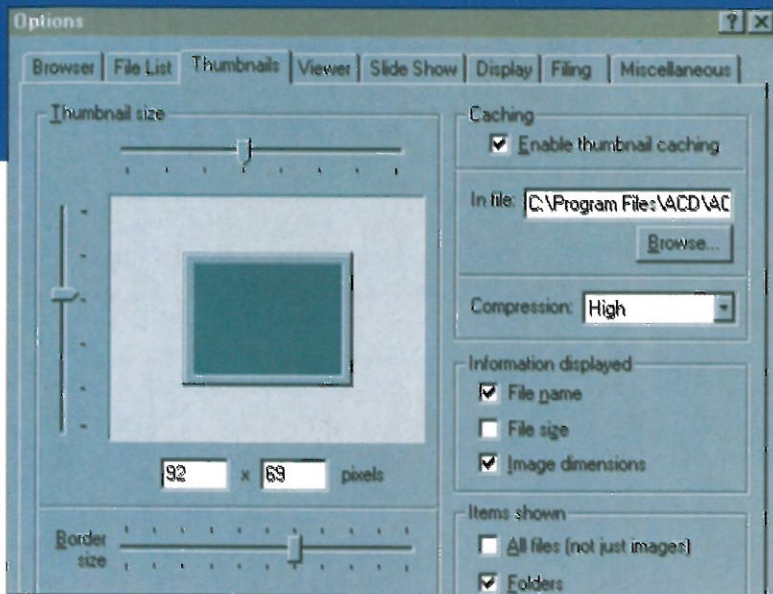 Options
Browser File List Thumbnails Viewer Slide Show Display Filing Miscellaneous
Thumbnail size
92 x 69 pixels
Border size
Caching
Enable thumbnail caching
In file: C:\Program Files\ACD\AC
Browse...
Compression: High
Information displayed
File name
File size
Image dimensions
Items shown
All files (not just images)
Folders